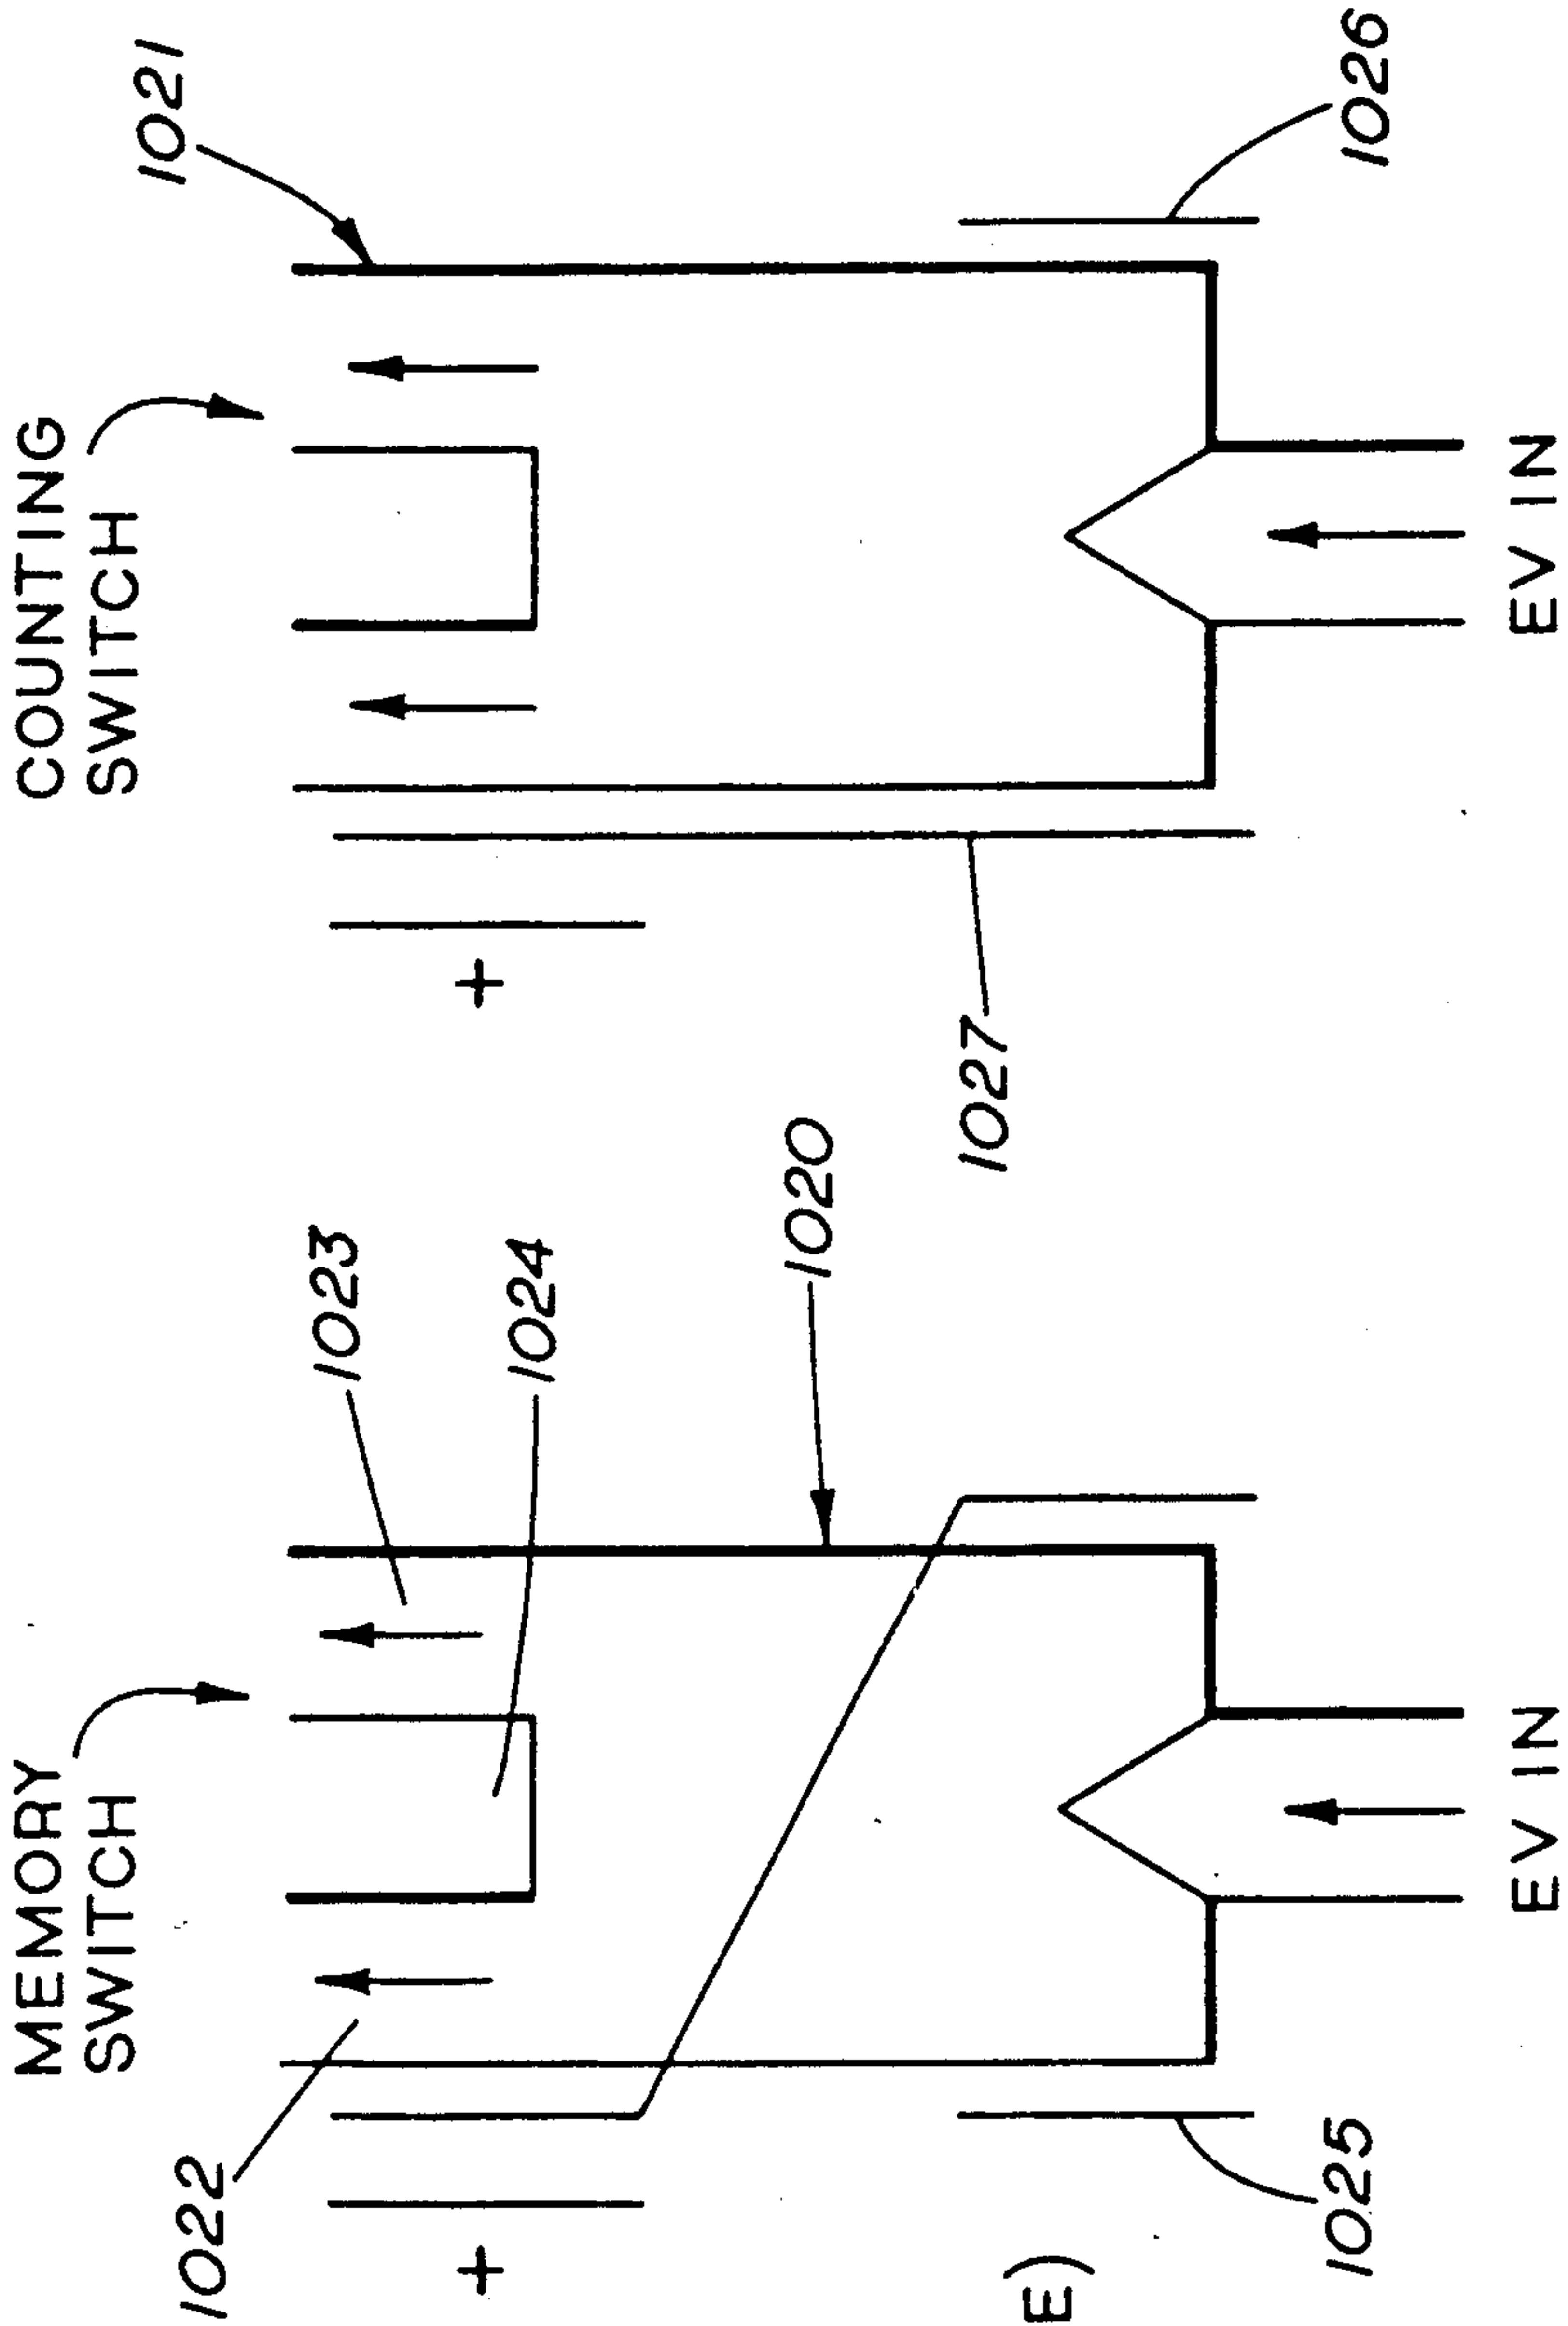 MEMORY
SWITCH
1022
1023
+
1024
1020
E)
1025
EV IN
COUNTING
SWITCH
1021
+
1027
1026
EV IN